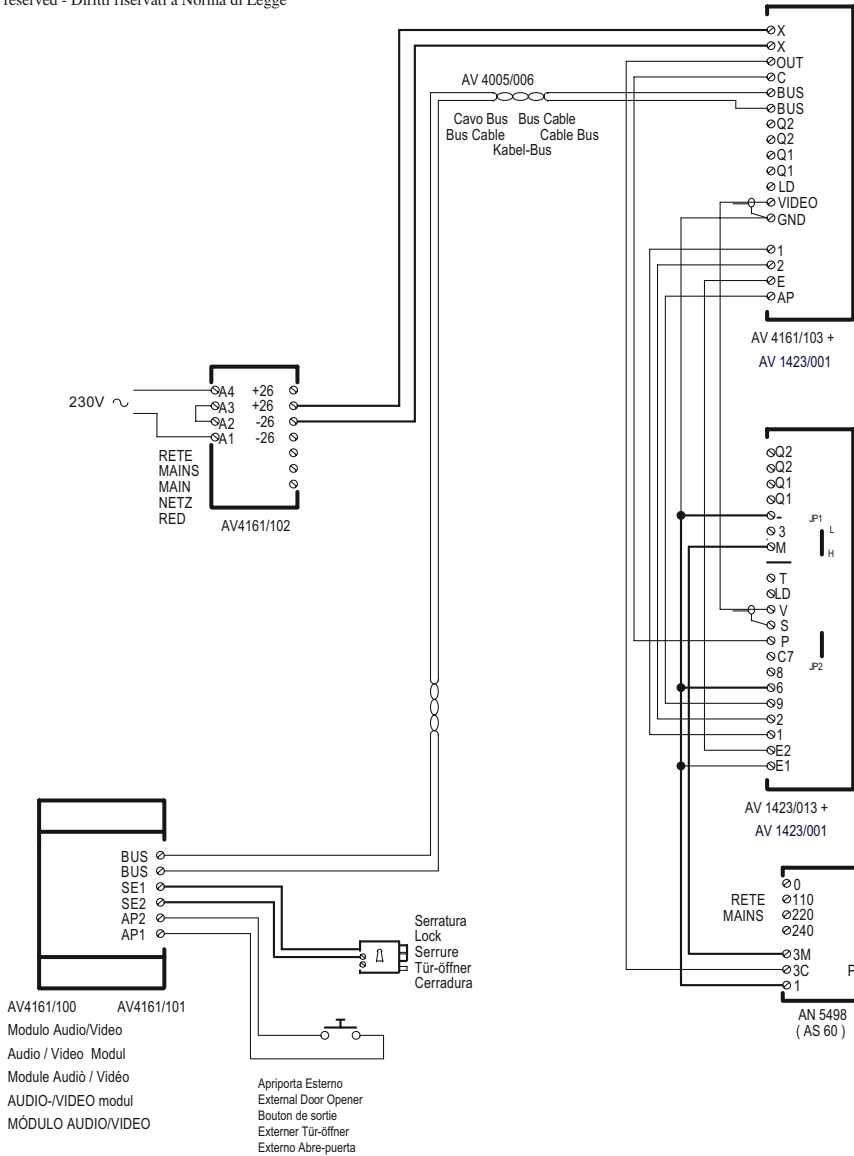 reserved - Diritti riservati a Norma di Legge
X
X
OUT
C
BUS
BUS
Q2
Q2
Q1
Q1
LD
VIDEO
GND
1
2
E
AP
AV 4161/103 +
AV 1423/001
AV 4005/006
Cavo Bus Bus Cable
Bus Cable Cable Bus
Kabel-Bus
230V
A4 +26
A3 +26
A2 -26
A1 -26
RETE
MAINS
MAIN
NETZ
RED
AV4161/102
Q2
Q2
Q1
Q1
-
3
M
JP1
L
H
T
LD
V
S
P
C7
8
6
9
2
1
E2
E1
JP2
AV 1423/013 +
AV 1423/001
BUS
BUS
SE1
SE2
AP2
AP1
AV4161/100 AV4161/101
Modulo Audio/Video
Audio / Video Modul
Module Audiò / Vidéo
AUDIO-/VIDEO modul
MÓDULO AUDIO/VIDEO
Serratura
Lock
Serrure
Tür-öffner
Cerradura
Apriporta Esterno
External Door Opener
Bouton de sortie
Externer Tür-öffner
Externo Abre-puerta
RETE
MAINS
0
110
220
240
3M
3C
1
P
AN 5498
( AS 60 )